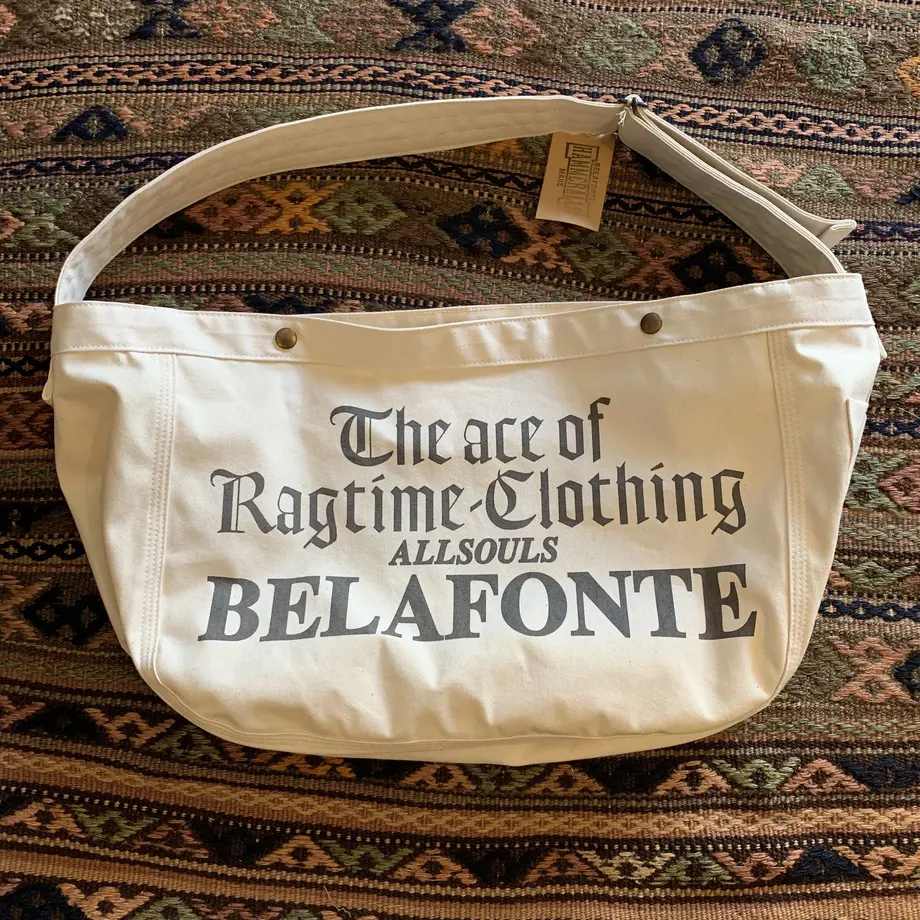 The ace of
Ragtime-Clothing
ALLSOULS
BELAFONTE